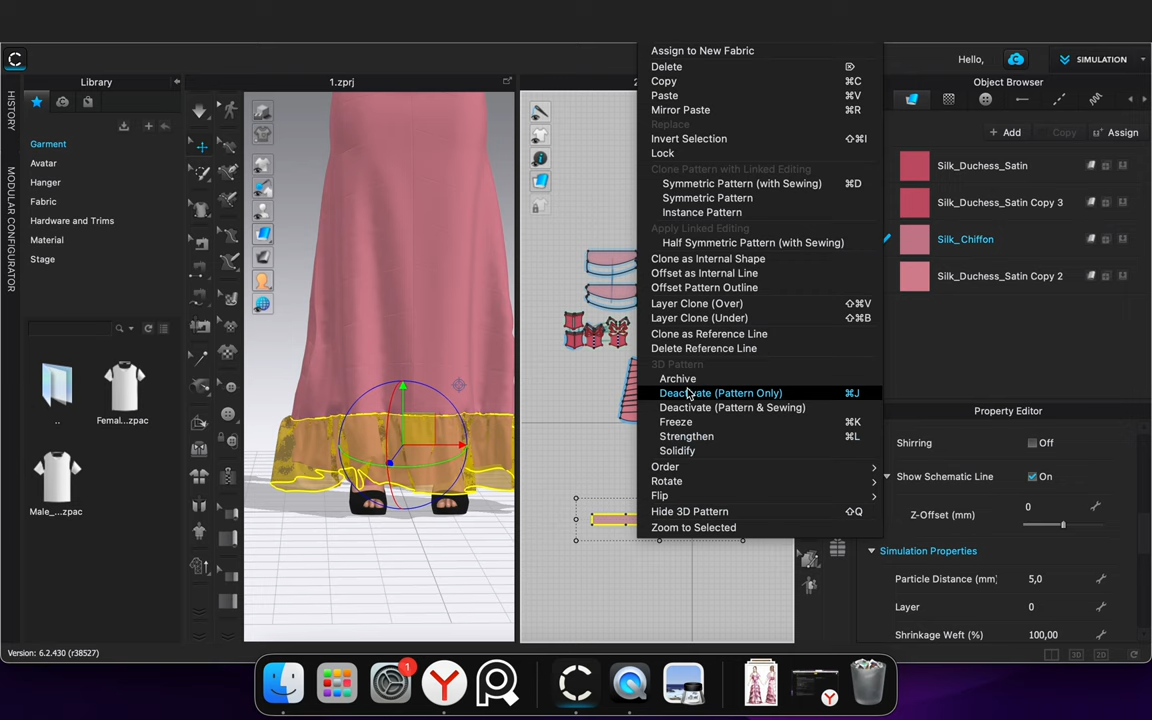 Hello,
SIMULATION
Library
1.zprj
2
Object Browser
HISTORY
MODULAR CONFIGURATOR
Garment
Avatar
Hanger
Fabric
Hardware and Trims
Material
Stage
..
Femal...zpac
Male_...zpac
Assign to New Fabric
Delete
Copy ⌘C
Paste ⌘V
Mirror Paste ⌘R
Replace
Invert Selection ⇧⌘I
Lock
Clone Pattern with Linked Editing
Symmetric Pattern (with Sewing) ⌘D
Symmetric Pattern
Instance Pattern
Apply Linked Editing
Half Symmetric Pattern (with Sewing)
Clone as Internal Shape
Offset as Internal Line
Offset Pattern Outline
Layer Clone (Over) ⇧⌘V
Layer Clone (Under) ⇧⌘B
Clone as Reference Line
Delete Reference Line
3D Pattern
Archive
Deactivate (Pattern Only) ⌘J
Deactivate (Pattern & Sewing)
Freeze ⌘K
Strengthen ⌘L
Solidify
Order
Rotate
Flip
Hide 3D Pattern ⇧Q
Zoom to Selected
+ Add
Copy
Assign
Silk_Duchess_Satin
Silk_Duchess_Satin Copy 3
Silk_Chiffon
Silk_Duchess_Satin Copy 2
Property Editor
Shirring Off
Show Schematic Line On
Z-Offset (mm) 0
Simulation Properties
Particle Distance (mm) 5,0
Layer 0
Shrinkage Weft (%) 100,00
Version: 6.2.430 (r38527)
3D
2D
1